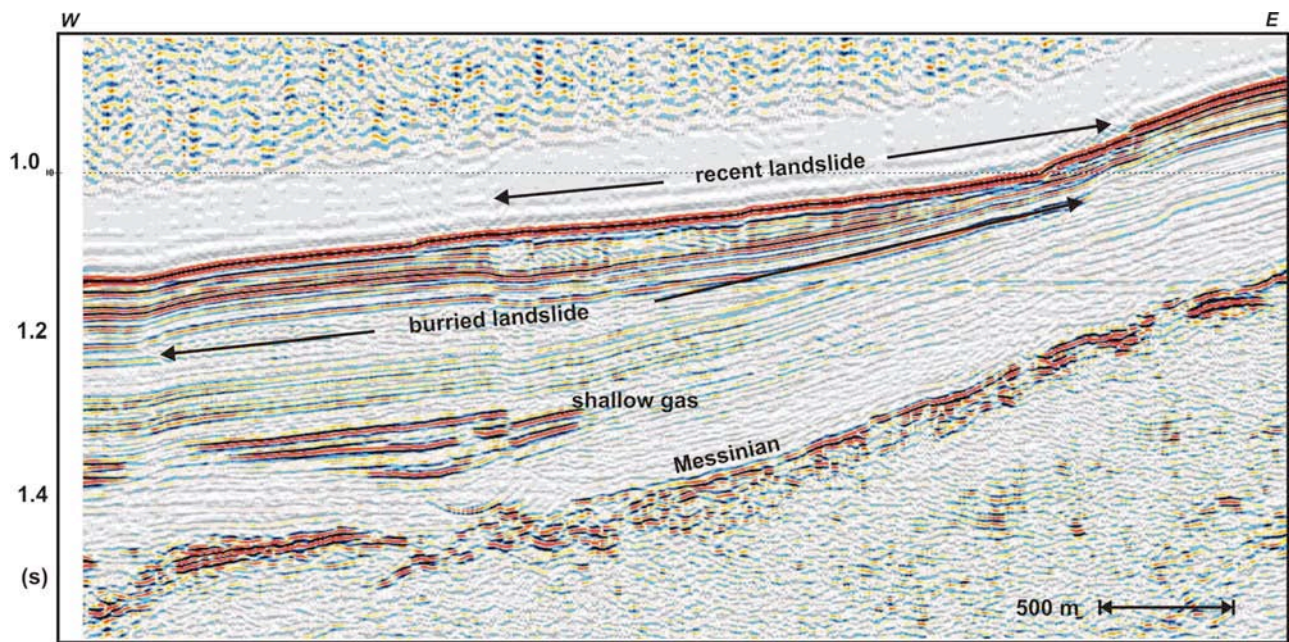 W
E
1.0
recent landslide
1.2
burried landslide
shallow gas
Messinian
1.4
(s)
500 m